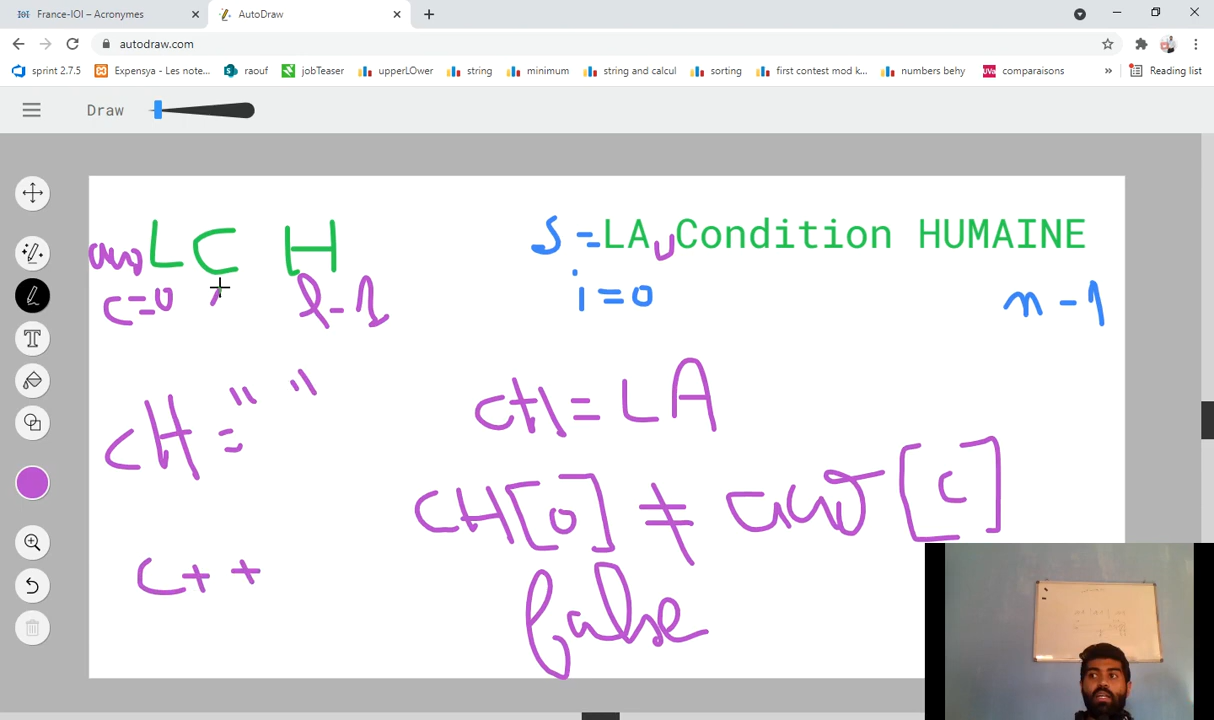 France-IOI – Acronymes
AutoDraw
autodraw.com
sprint 2.7.5
Expensya - Les note...
raouf
jobTeaser
upperLOwer
string
minimum
string and calcul
sorting
first contest mod k...
numbers behy
comparaisons
»
Reading list
Draw
LC H
S = LA Condition HUMAINE
c=0
l-1
i=0
n-1
CH = " "
CH = LA
CH[0] ≠ acro [c]
C++
false